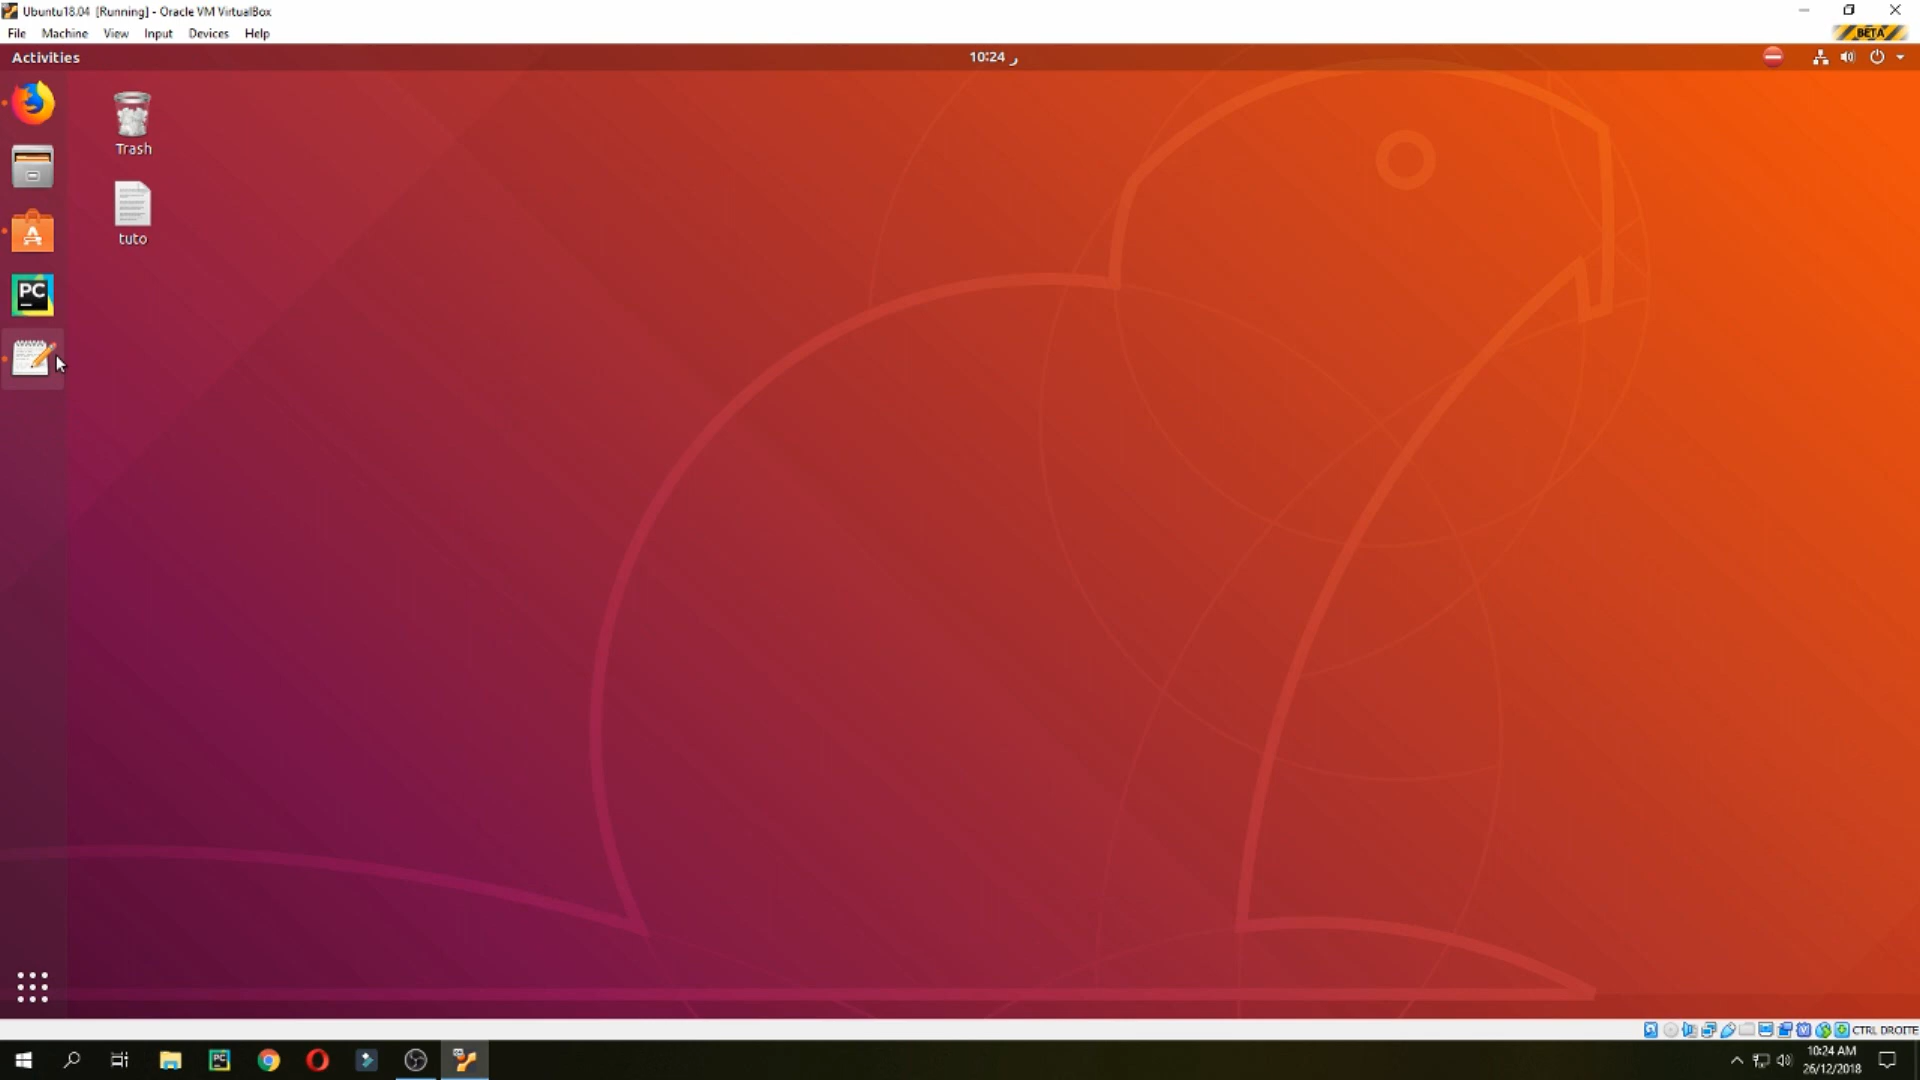 Ubuntu18.04 [Running] - Oracle VM VirtualBox
File Machine View Input Devices Help
BETA
Activities
10:24 ر
Trash
tuto
PC
CTRL DROITE
PC
10:24 AM
26/12/2018